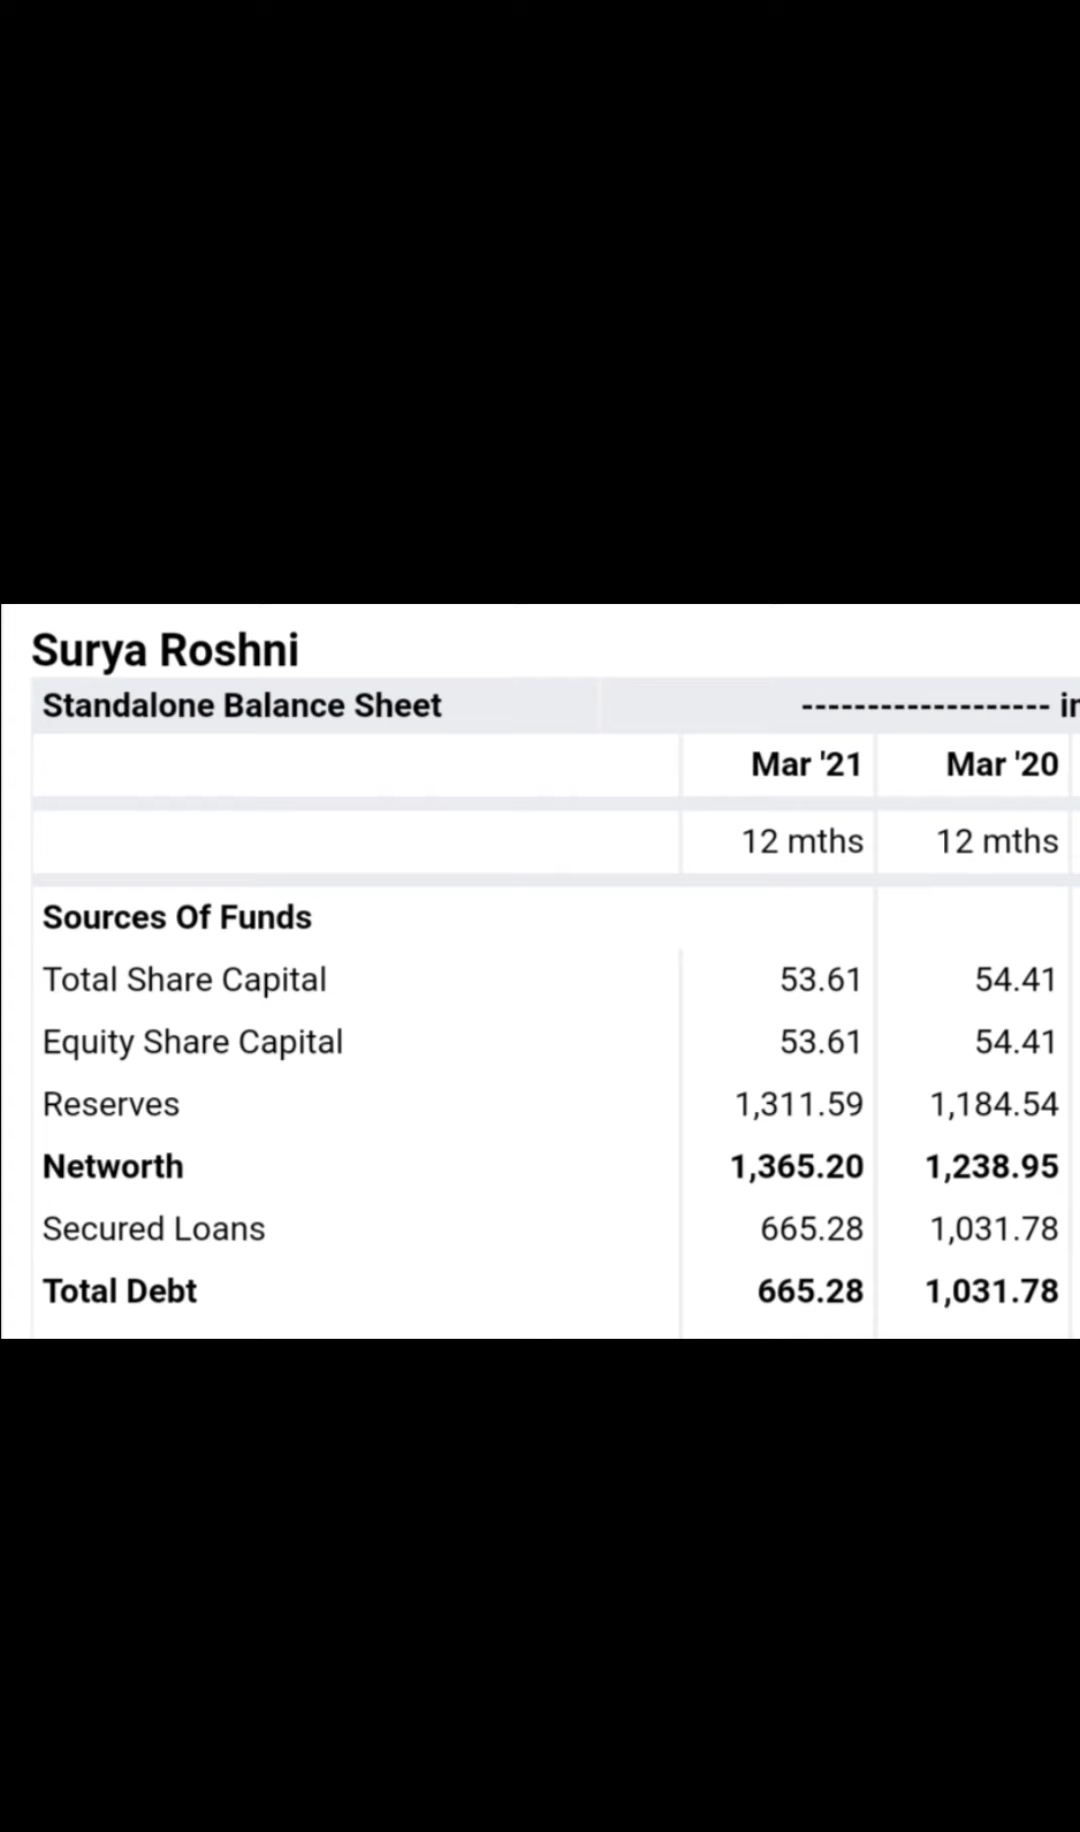 Surya Roshni
Standalone Balance Sheet ------------------- in
Mar '21 Mar '20
12 mths 12 mths
Sources Of Funds
Total Share Capital 53.61 54.41
Equity Share Capital 53.61 54.41
Reserves 1,311.59 1,184.54
Networth 1,365.20 1,238.95
Secured Loans 665.28 1,031.78
Total Debt 665.28 1,031.78